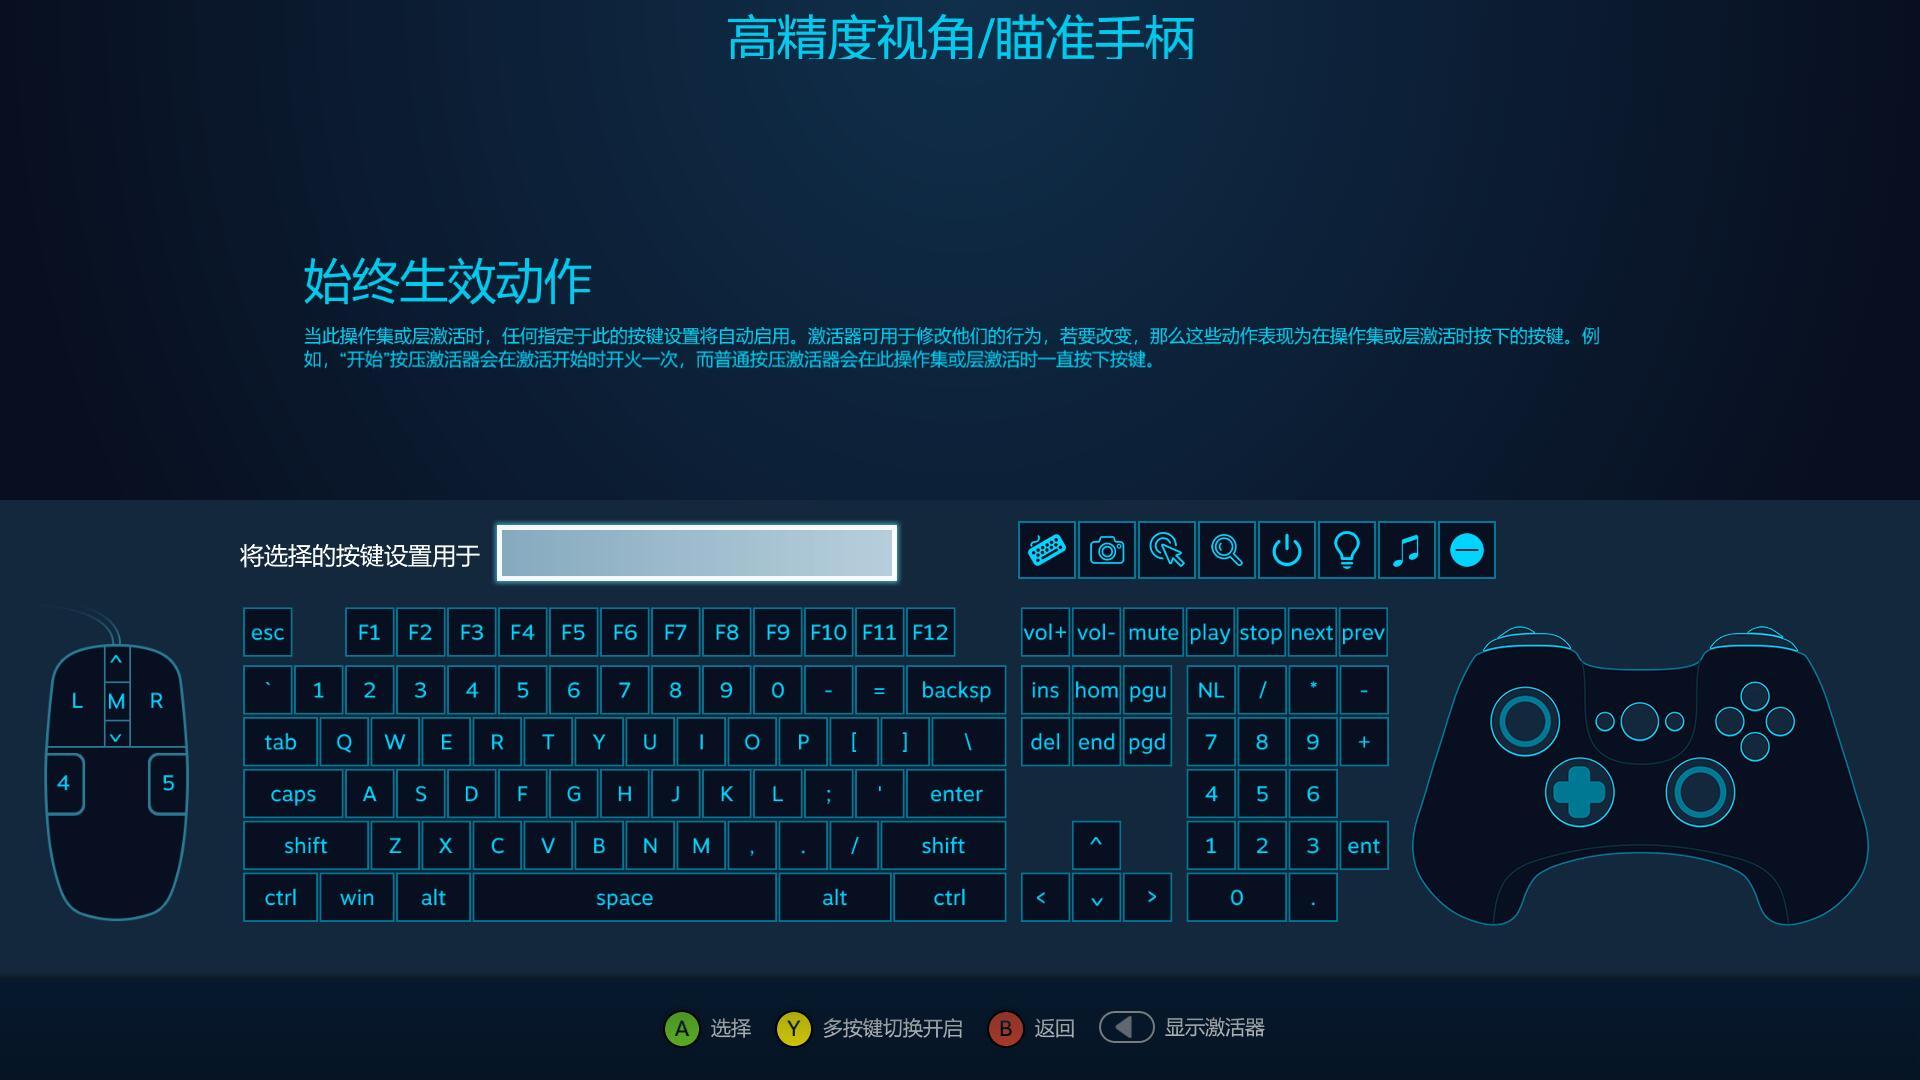 高精度视角/瞄准手柄
始终生效动作
当此操作集或层激活时，任何指定于此的按键设置将自动启用。激活器可用于修改他们的行为，若要改变，那么这些动作表现为在操作集或层激活时按下的按键。例
如，“开始”按压激活器会在激活开始时开火一次，而普通按压激活器会在此操作集或层激活时一直按下按键。
将选择的按键设置用于
esc F1 F2 F3 F4 F5 F6 F7 F8 F9 F10 F11 F12 vol+ vol- mute play stop next prev
` 1 2 3 4 5 6 7 8 9 0 - = backsp ins hom pgu NL / * -
L M R
tab Q W E R T Y U I O P [ ] \ del end pgd 7 8 9 +
4 5
caps A S D F G H J K L ; ' enter 4 5 6
shift Z X C V B N M , . / shift ^ 1 2 3 ent
ctrl win alt space alt ctrl < ⌄ > 0 .
A 选择 Y 多按键切换开启 B 返回 显示激活器